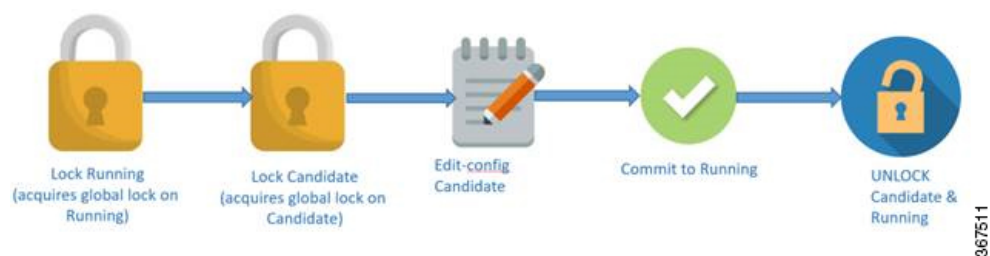 Lock Running
(acquires global lock on
Running)
Lock Candidate
(acquires global lock on
Candidate)
Edit-config
Candidate
Commit to Running
UNLOCK
Candidate &
Running
367511